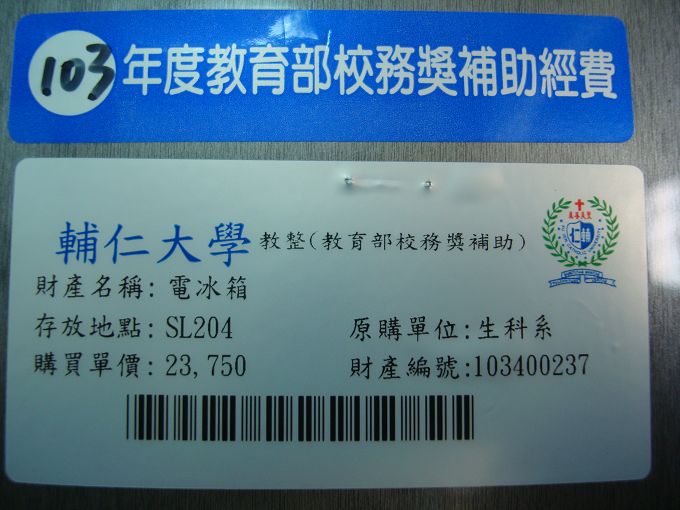 103年度教育部校務獎補助經費
輔仁大學 教整(教育部校務獎補助)
財產名稱: 電冰箱
存放地點: SL204 原購單位:生科系
購買單價: 23,750 財產編號:103400237
仁輔